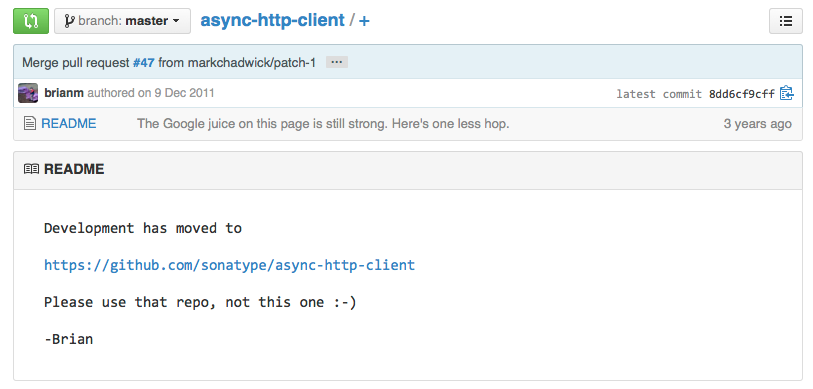 branch: master async-http-client / +
Merge pull request #47 from markchadwick/patch-1 ···
brianm authored on 9 Dec 2011 latest commit 8dd6cf9cff
README The Google juice on this page is still strong. Here's one less hop. 3 years ago
README
Development has moved to
https://github.com/sonatype/async-http-client
Please use that repo, not this one :-)
-Brian